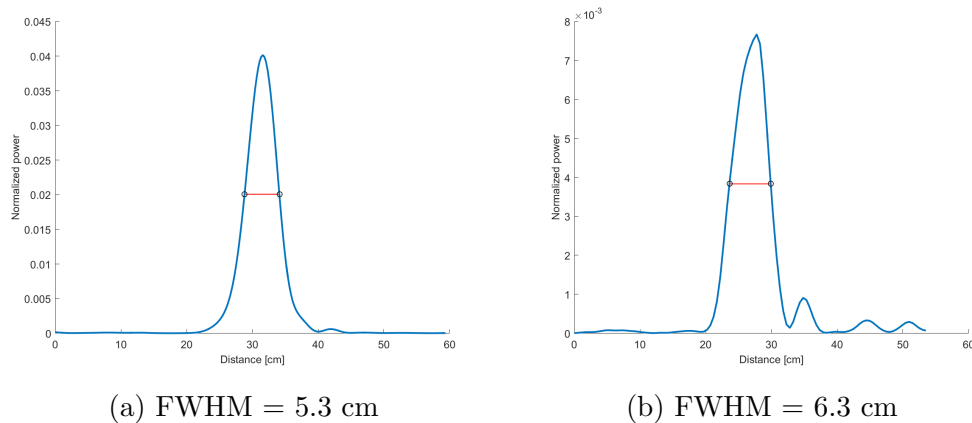 0.045
0.04
0.035
0.03
0.025
0.02
0.015
0.01
0.005
0
Normalized power
0 10 20 30 40 50 60
Distance [cm]
(a) FWHM = 5.3 cm
×10^-3
8
7
6
5
4
3
2
1
0
Normalized power
0 10 20 30 40 50 60
Distance [cm]
(b) FWHM = 6.3 cm